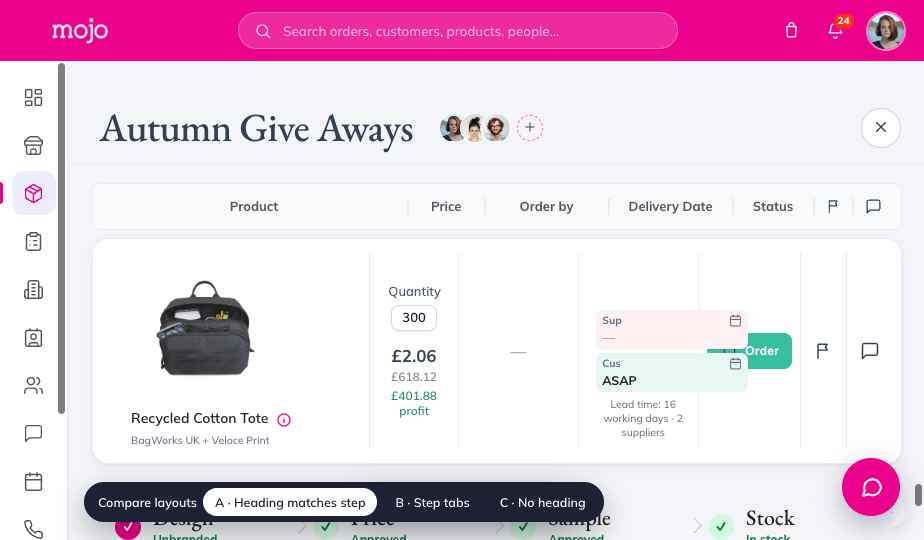 mojo
Search orders, customers, products, people...
24
Autumn Give Aways
Product Price Order by Delivery Date Status
Quantity
300
£2.06
£618.12
£401.88
profit
—
Sup
—
Cus
ASAP
Order
Lead time: 16
working days · 2
suppliers
Recycled Cotton Tote
BagWorks UK + Veloce Print
Compare layouts A · Heading matches step B · Step tabs C · No heading
Design Price Sample Stock
Unbranded Approved Approved In stock